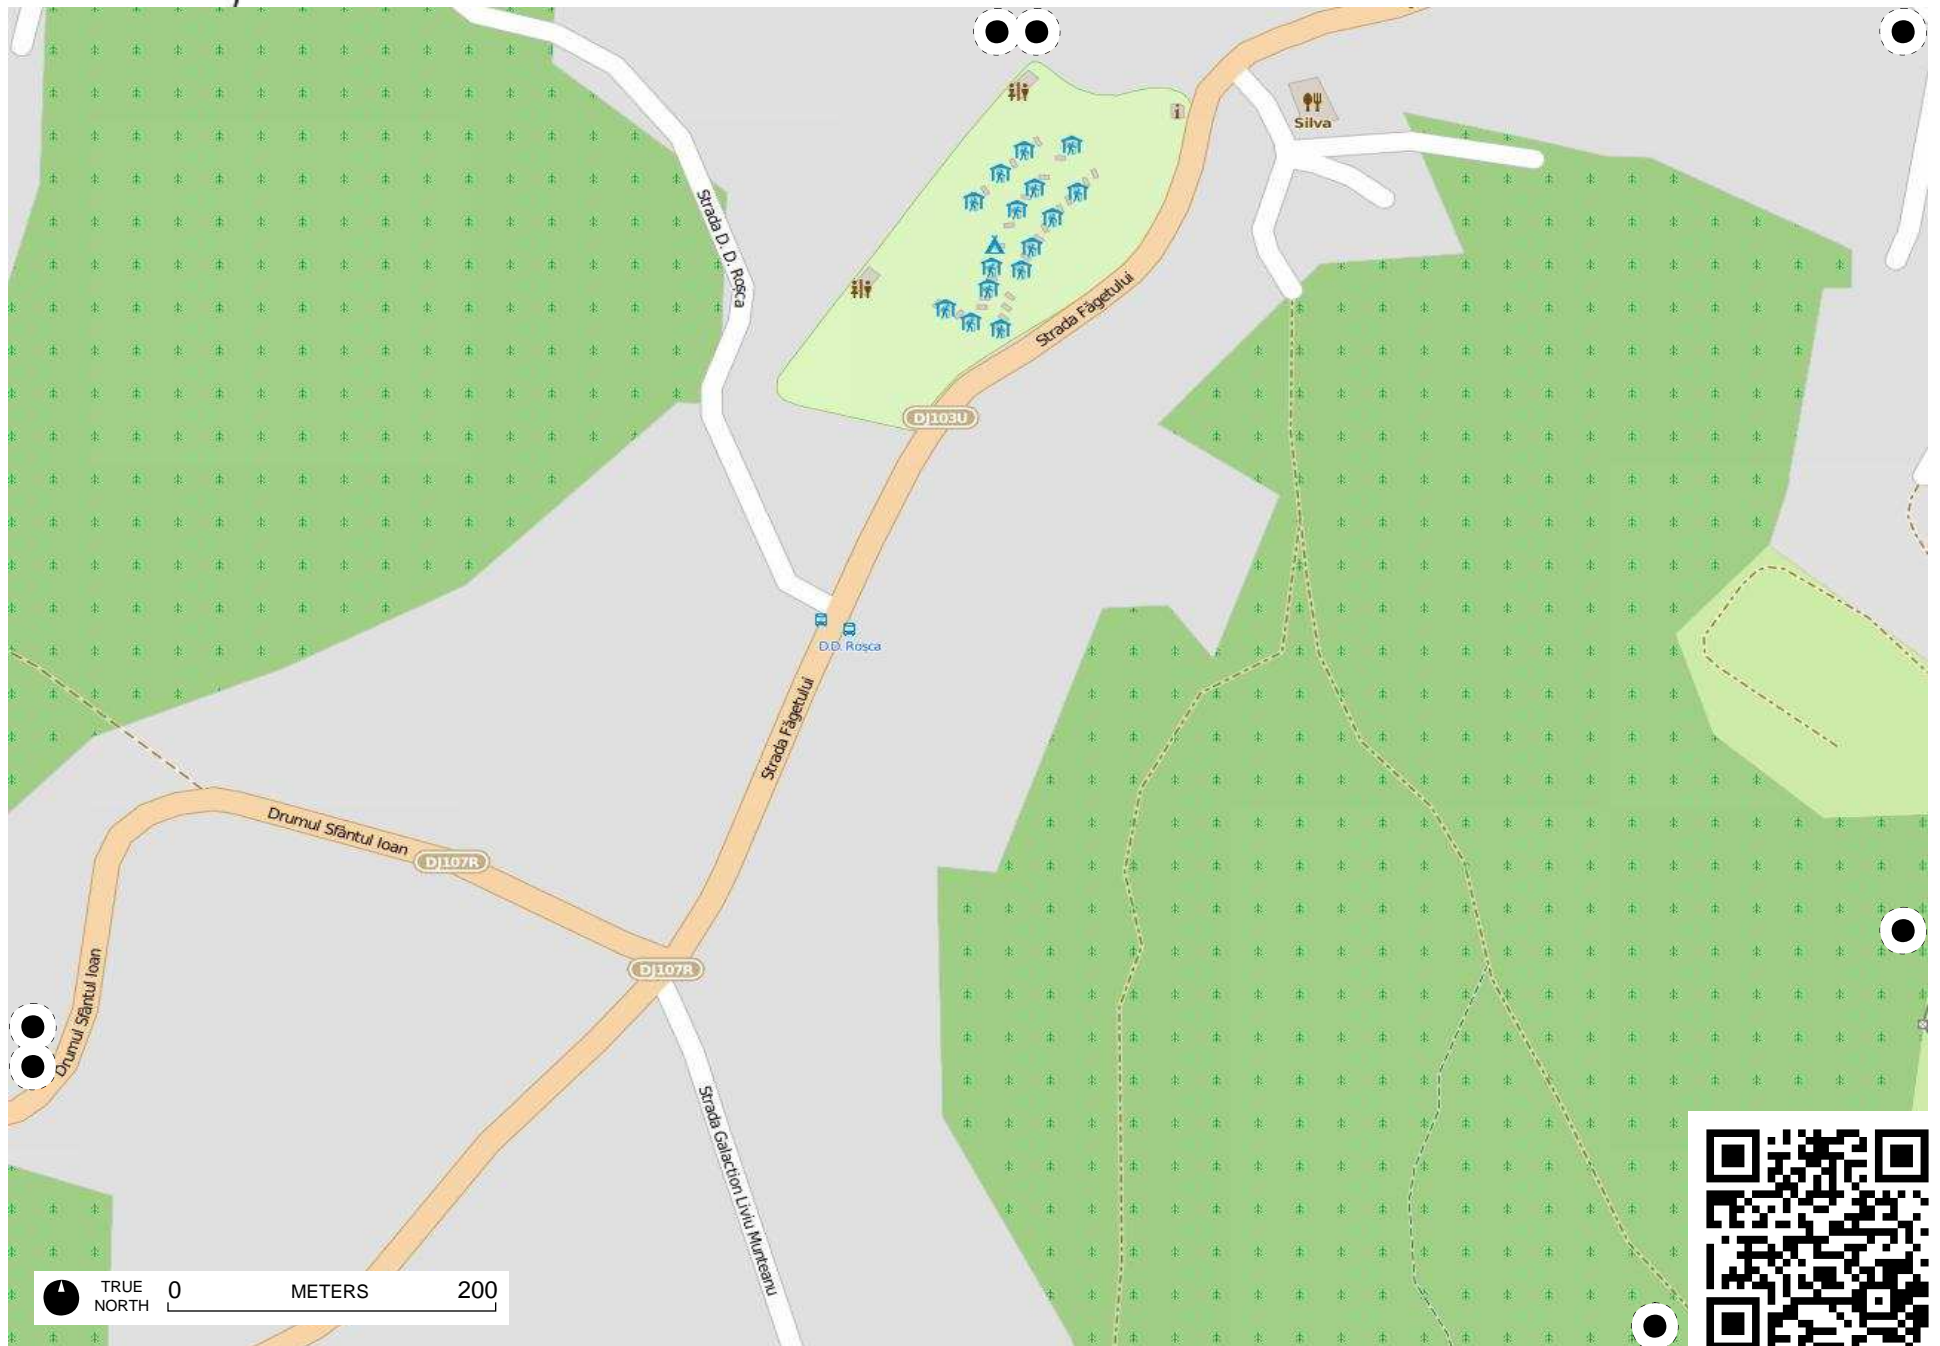 Silva
Strada D. D. Roșca
Strada Făgetului
DJ103U
D.D. Roșca
Strada Făgetului
Drumul Sfântul Ioan
DJ107R
DJ107R
Drumul Sfântul Ioan
Strada Galaction Liviu Munteanu
TRUE NORTH
0 METERS 200